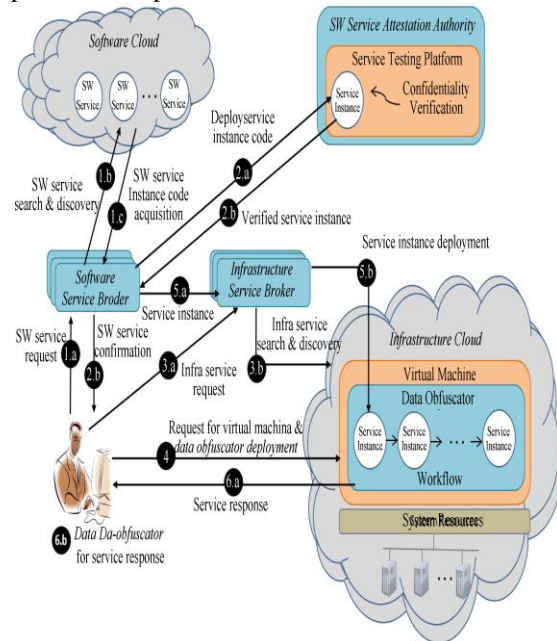 Software Cloud
SW
Service
SW
Service
...
SW
Service
SW Service Attestation Authority
Service Testing Platform
Service
Instance
Confidentiality
Verification
Deployservice
instance code
1.b
1.c
2.a
2.b
SW service
search & discovery
SW service
Instance code
acquisition
Verified service instance
Service instance deployment
Software
Service Broder
5.a
Service instance
Infrastructure
Service Broker
5.b
SW service
request
1.a
SW service
confirmation
2.b
3.a
Infra service
request
Infra service
search & discovery
3.b
Infrastructure Cloud
Virtual Machine
Data Obfuscator
Service
Instance
Service
Instance
...
Service
Instance
Workflow
Request for virtual machina &
4
data obfuscator deployment
6.a
Service response
6.b Data Da-obfuscator
for service response